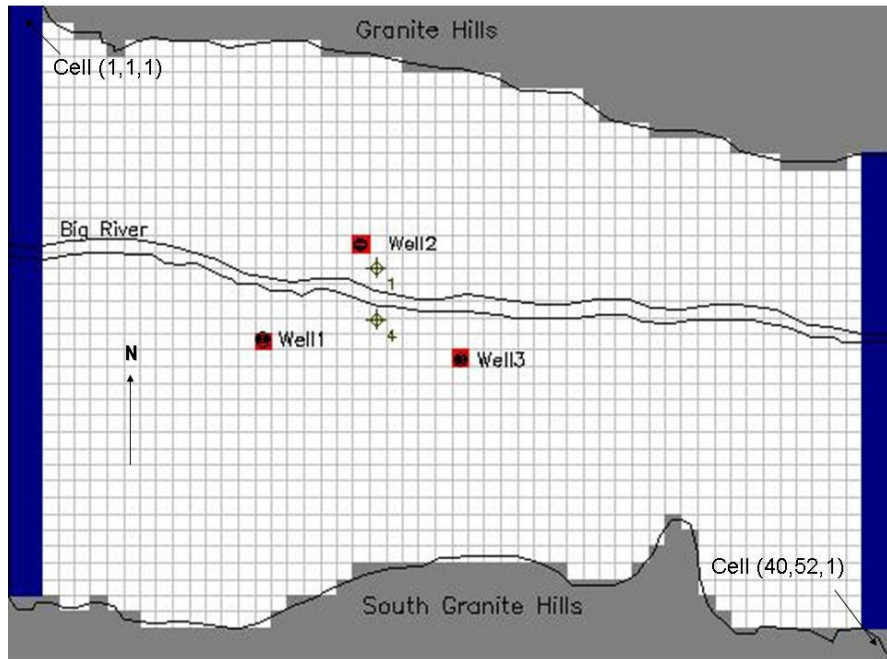 Granite Hills
Cell (1,1,1)
Big River
Well2
1
4
Well1
Well3
N
Cell (40,52,1)
South Granite Hills